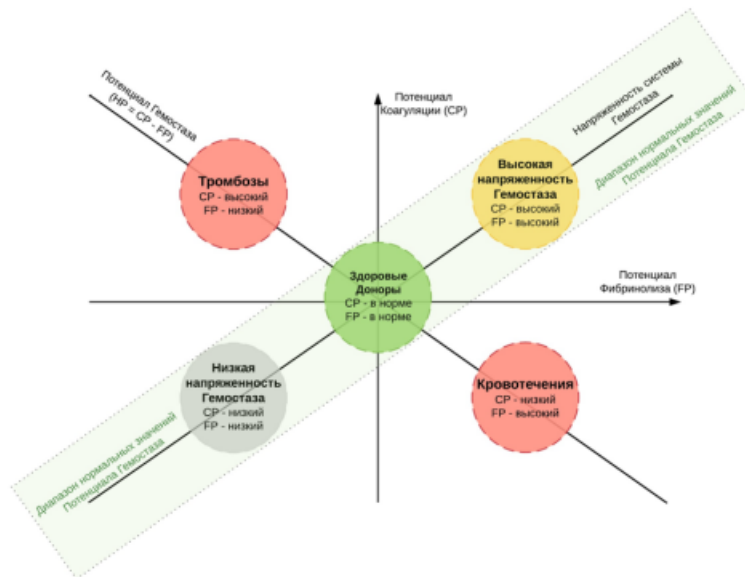 Потенциал Гемостаза
(HP = CP - FP)
Потенциал
Коагуляции (CP)
Напряженность системы
Гемостаза
Диапазон нормальных значений
Потенциала Гемостаза
Тромбозы
CP - высокий
FP - низкий
Высокая
напряженность
Гемостаза
CP - высокий
FP - высокий
Здоровые
Доноры
CP - в норме
FP - в норме
Потенциал
Фибринолиза (FP)
Низкая
напряженность
Гемостаза
CP - низкий
FP - низкий
Кровотечения
CP - низкий
FP - высокий
Диапазон нормальных значений
Потенциала Гемостаза